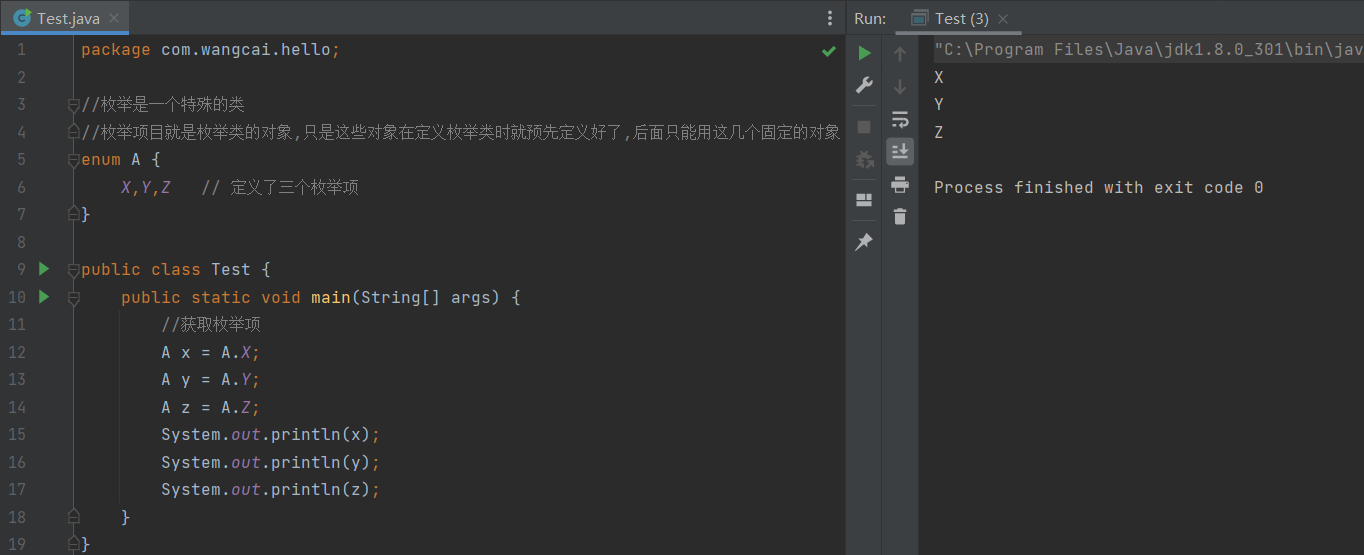 Test.java
1 package com.wangcai.hello;
2
3 //枚举是一个特殊的类
4 //枚举项目就是枚举类的对象,只是这些对象在定义枚举类时就预先定义好了,后面只能用这几个固定的对象
5 enum A {
6 X,Y,Z // 定义了三个枚举项
7 }
8
9 public class Test {
10 public static void main(String[] args) {
11 //获取枚举项
12 A x = A.X;
13 A y = A.Y;
14 A z = A.Z;
15 System.out.println(x);
16 System.out.println(y);
17 System.out.println(z);
18 }
19 }
Run: Test (3)
"C:\Program Files\Java\jdk1.8.0_301\bin\jav
X
Y
Z
Process finished with exit code 0